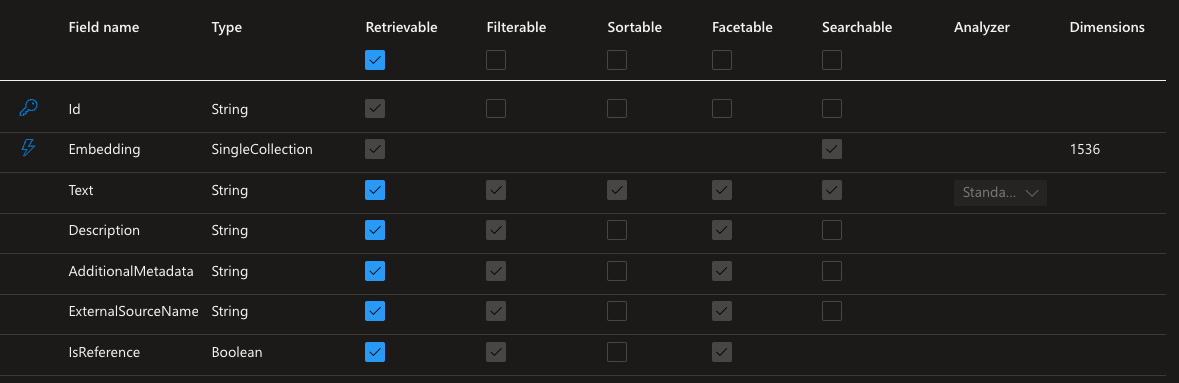 Field name Type Retrievable Filterable Sortable Facetable Searchable Analyzer Dimensions
Id String
Embedding SingleCollection 1536
Text String Standa...
Description String
AdditionalMetadata String
ExternalSourceName String
IsReference Boolean